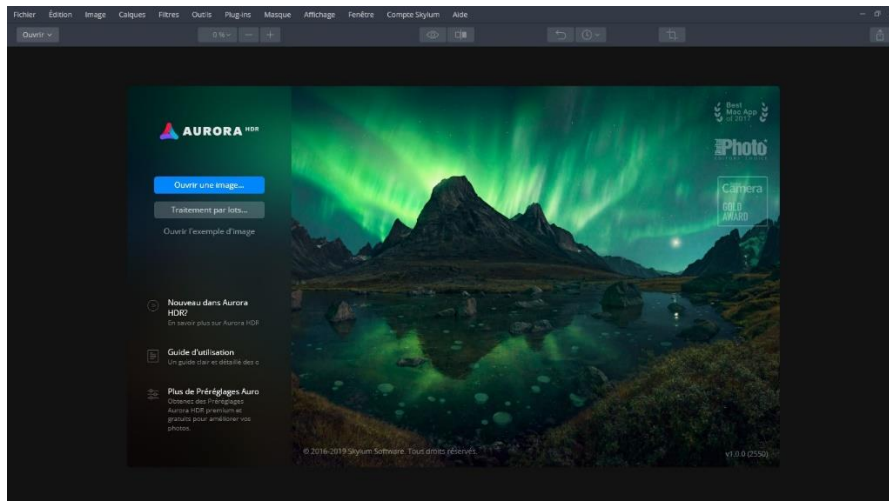 Fichier Édition Image Calques Filtres Outils Plug-ins Masque Affichage Fenêtre Compte Skylum Aide
Ouvrir 0 %
AURORA HDR
Ouvrir une image...
Traitement par lots...
Ouvrir l'exemple d'image
Nouveau dans Aurora
HDR?
En savoir plus sur Aurora HDR
Guide d'utilisation
Un guide clair et détaillé des
Plus de Préréglages Auro
Obtenez des Préréglages
Aurora HDR premium et
gratuits pour améliorer vos
photos.
Best
Mac App
of 2017
Photo
Camera
GOLD
AWARD
© 2016-2019 Skylum Software. Tous droits réservés.
v1.0.0 (2550)